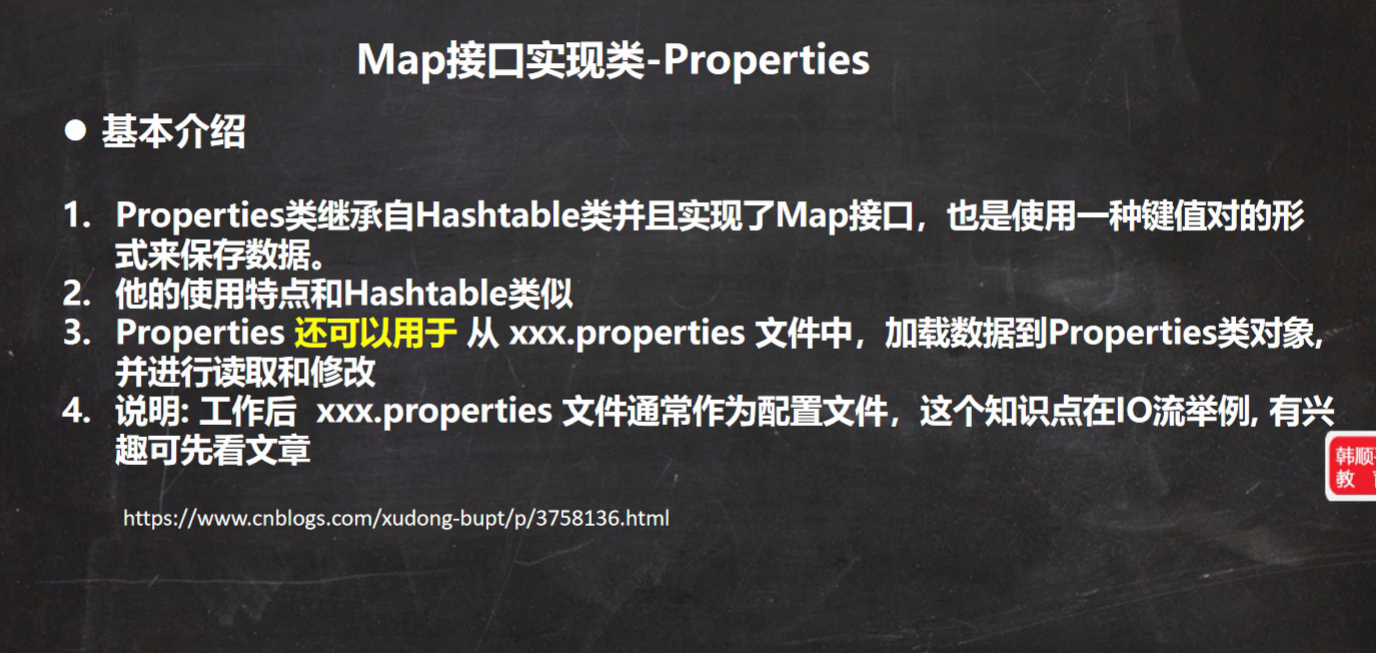 Map接口实现类-Properties
● 基本介绍
1. Properties类继承自Hashtable类并且实现了Map接口，也是使用一种键值对的形
式来保存数据。
2. 他的使用特点和Hashtable类似
3. Properties 还可以用于 从 xxx.properties 文件中，加载数据到Properties类对象,
并进行读取和修改
4. 说明: 工作后 xxx.properties 文件通常作为配置文件，这个知识点在IO流举例, 有兴
趣可先看文章
韩顺
教
https://www.cnblogs.com/xudong-bupt/p/3758136.html